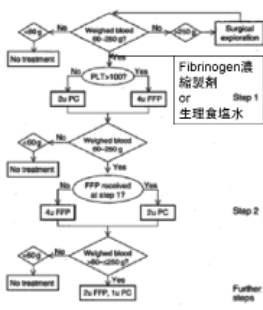 Weighed blood
60–250 g?
<60 g
No
No
>250 g
Surgical
exploration
No treatment
Yes
PLT>100?
No
Yes
2u PC
4u FFP
Fibrinogen濃
縮製剤
or
生理食塩水
Step 1
Weighed blood
60–250 g?
<60 g
No
No treatment
Yes
FFP received
at step 1?
No
Yes
4u FFP
2u PC
Step 2
Weighed blood
>60–≤250 g?
<60 g
No
No treatment
Yes
2u FFP, 1u PC
Further
steps